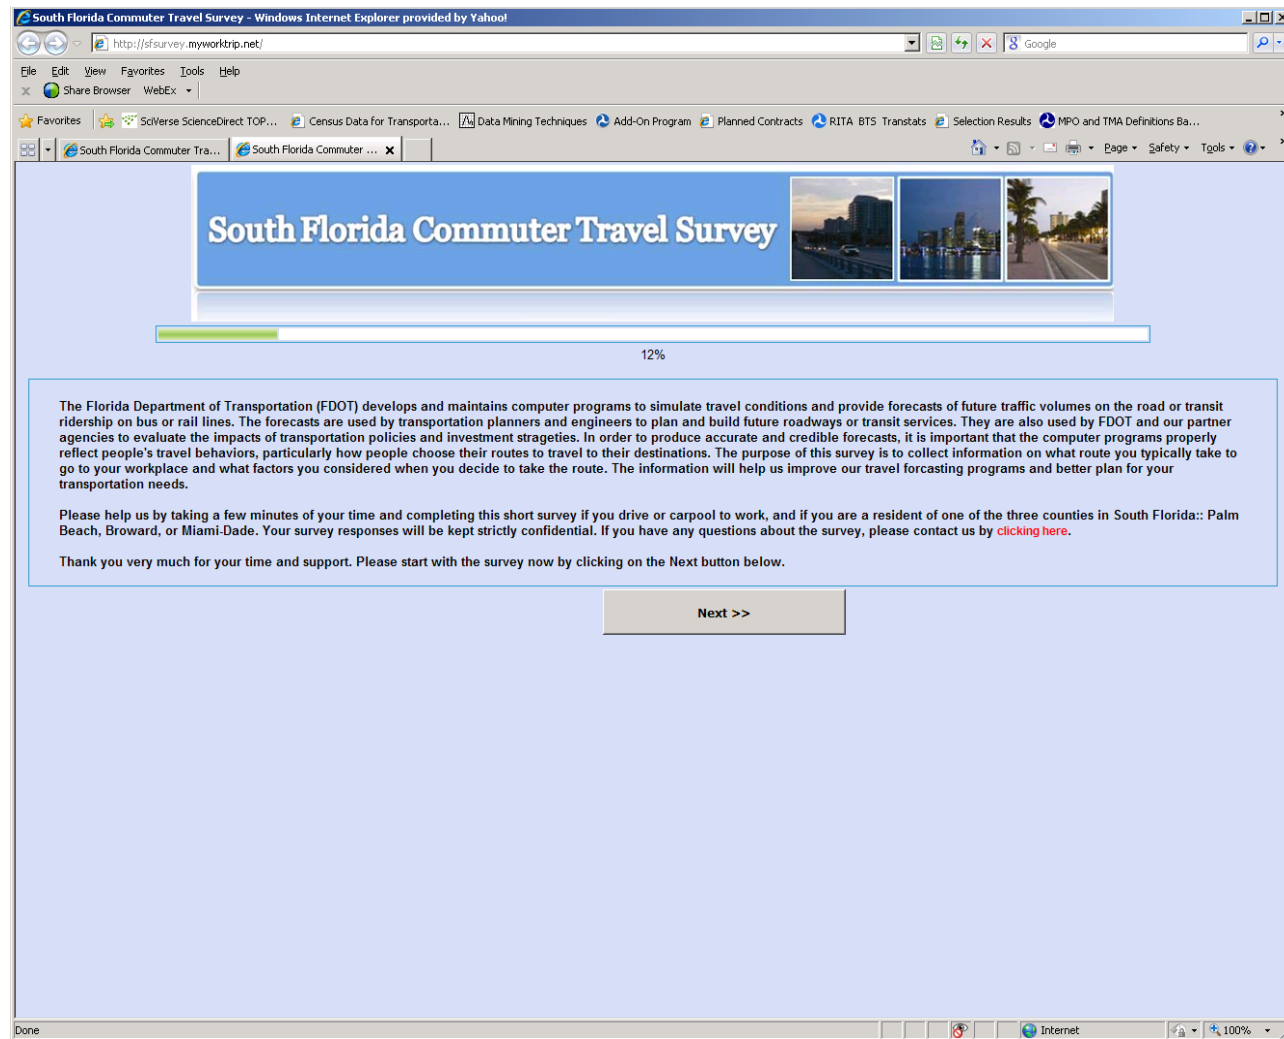 South Florida Commuter Travel Survey - Windows Internet Explorer provided by Yahoo!
http://sfsurvey.myworktrip.net/
Google
File Edit View Favorites Tools Help
x Share Browser WebEx
Favorites SciVerse ScienceDirect TOP... Census Data for Transporta... Data Mining Techniques Add-On Program Planned Contracts RITA BTS Transtats Selection Results MPO and TMA Definitions Ba...
South Florida Commuter Tra... South Florida Commuter ... x Page Safety Tools
South Florida Commuter Travel Survey
12%
The Florida Department of Transportation (FDOT) develops and maintains computer programs to simulate travel conditions and provide forecasts of future traffic volumes on the road or transit
ridership on bus or rail lines. The forecasts are used by transportation planners and engineers to plan and build future roadways or transit services. They are also used by FDOT and our partner
agencies to evaluate the impacts of transportation policies and investment strageties. In order to produce accurate and credible forecasts, it is important that the computer programs properly
reflect people's travel behaviors, particularly how people choose their routes to travel to their destinations. The purpose of this survey is to collect information on what route you typically take to
go to your workplace and what factors you considered when you decide to take the route. The information will help us improve our travel forcasting programs and better plan for your
transportation needs.
Please help us by taking a few minutes of your time and completing this short survey if you drive or carpool to work, and if you are a resident of one of the three counties in South Florida:: Palm
Beach, Broward, or Miami-Dade. Your survey responses will be kept strictly confidential. If you have any questions about the survey, please contact us by clicking here.
Thank you very much for your time and support. Please start with the survey now by clicking on the Next button below.
Next >>
Done Internet 100%